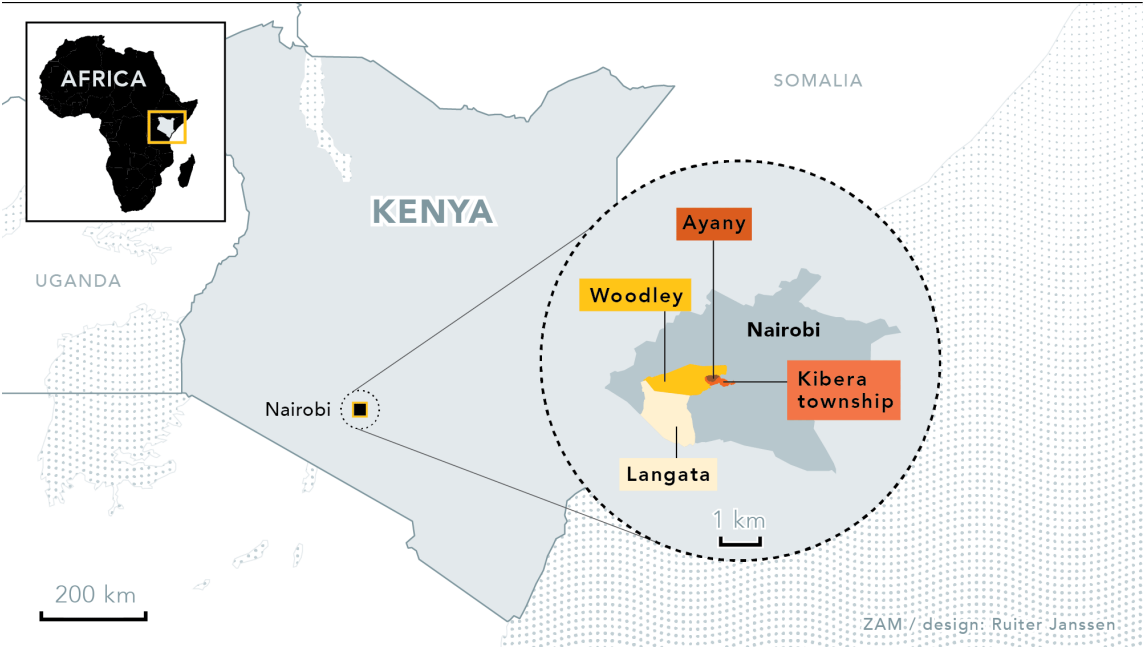 AFRICA
SOMALIA
KENYA
Ayany
UGANDA
Woodley
Nairobi
Kibera
township
Nairobi
Langata
1 km
200 km
ZAM / design: Ruiter Janssen